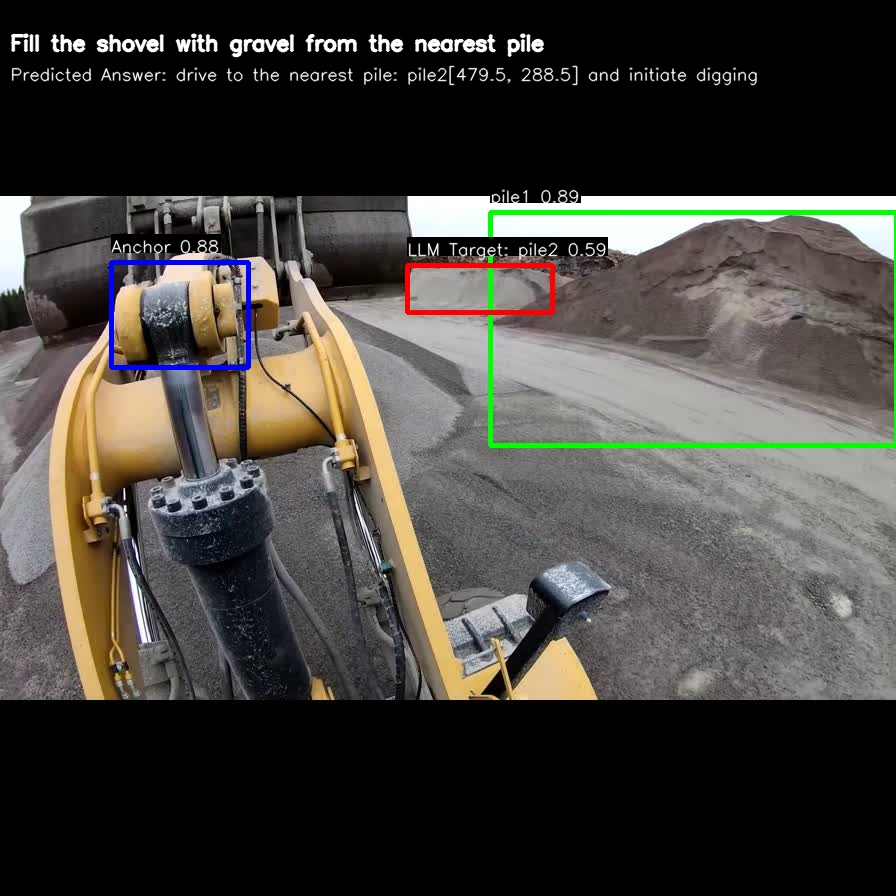 Fill the shovel with gravel from the nearest pile
Predicted Answer: drive to the nearest pile: pile2[479.5, 288.5] and initiate digging
pile1 0.89
Anchor 0.88
LLM Target: pile2 0.59